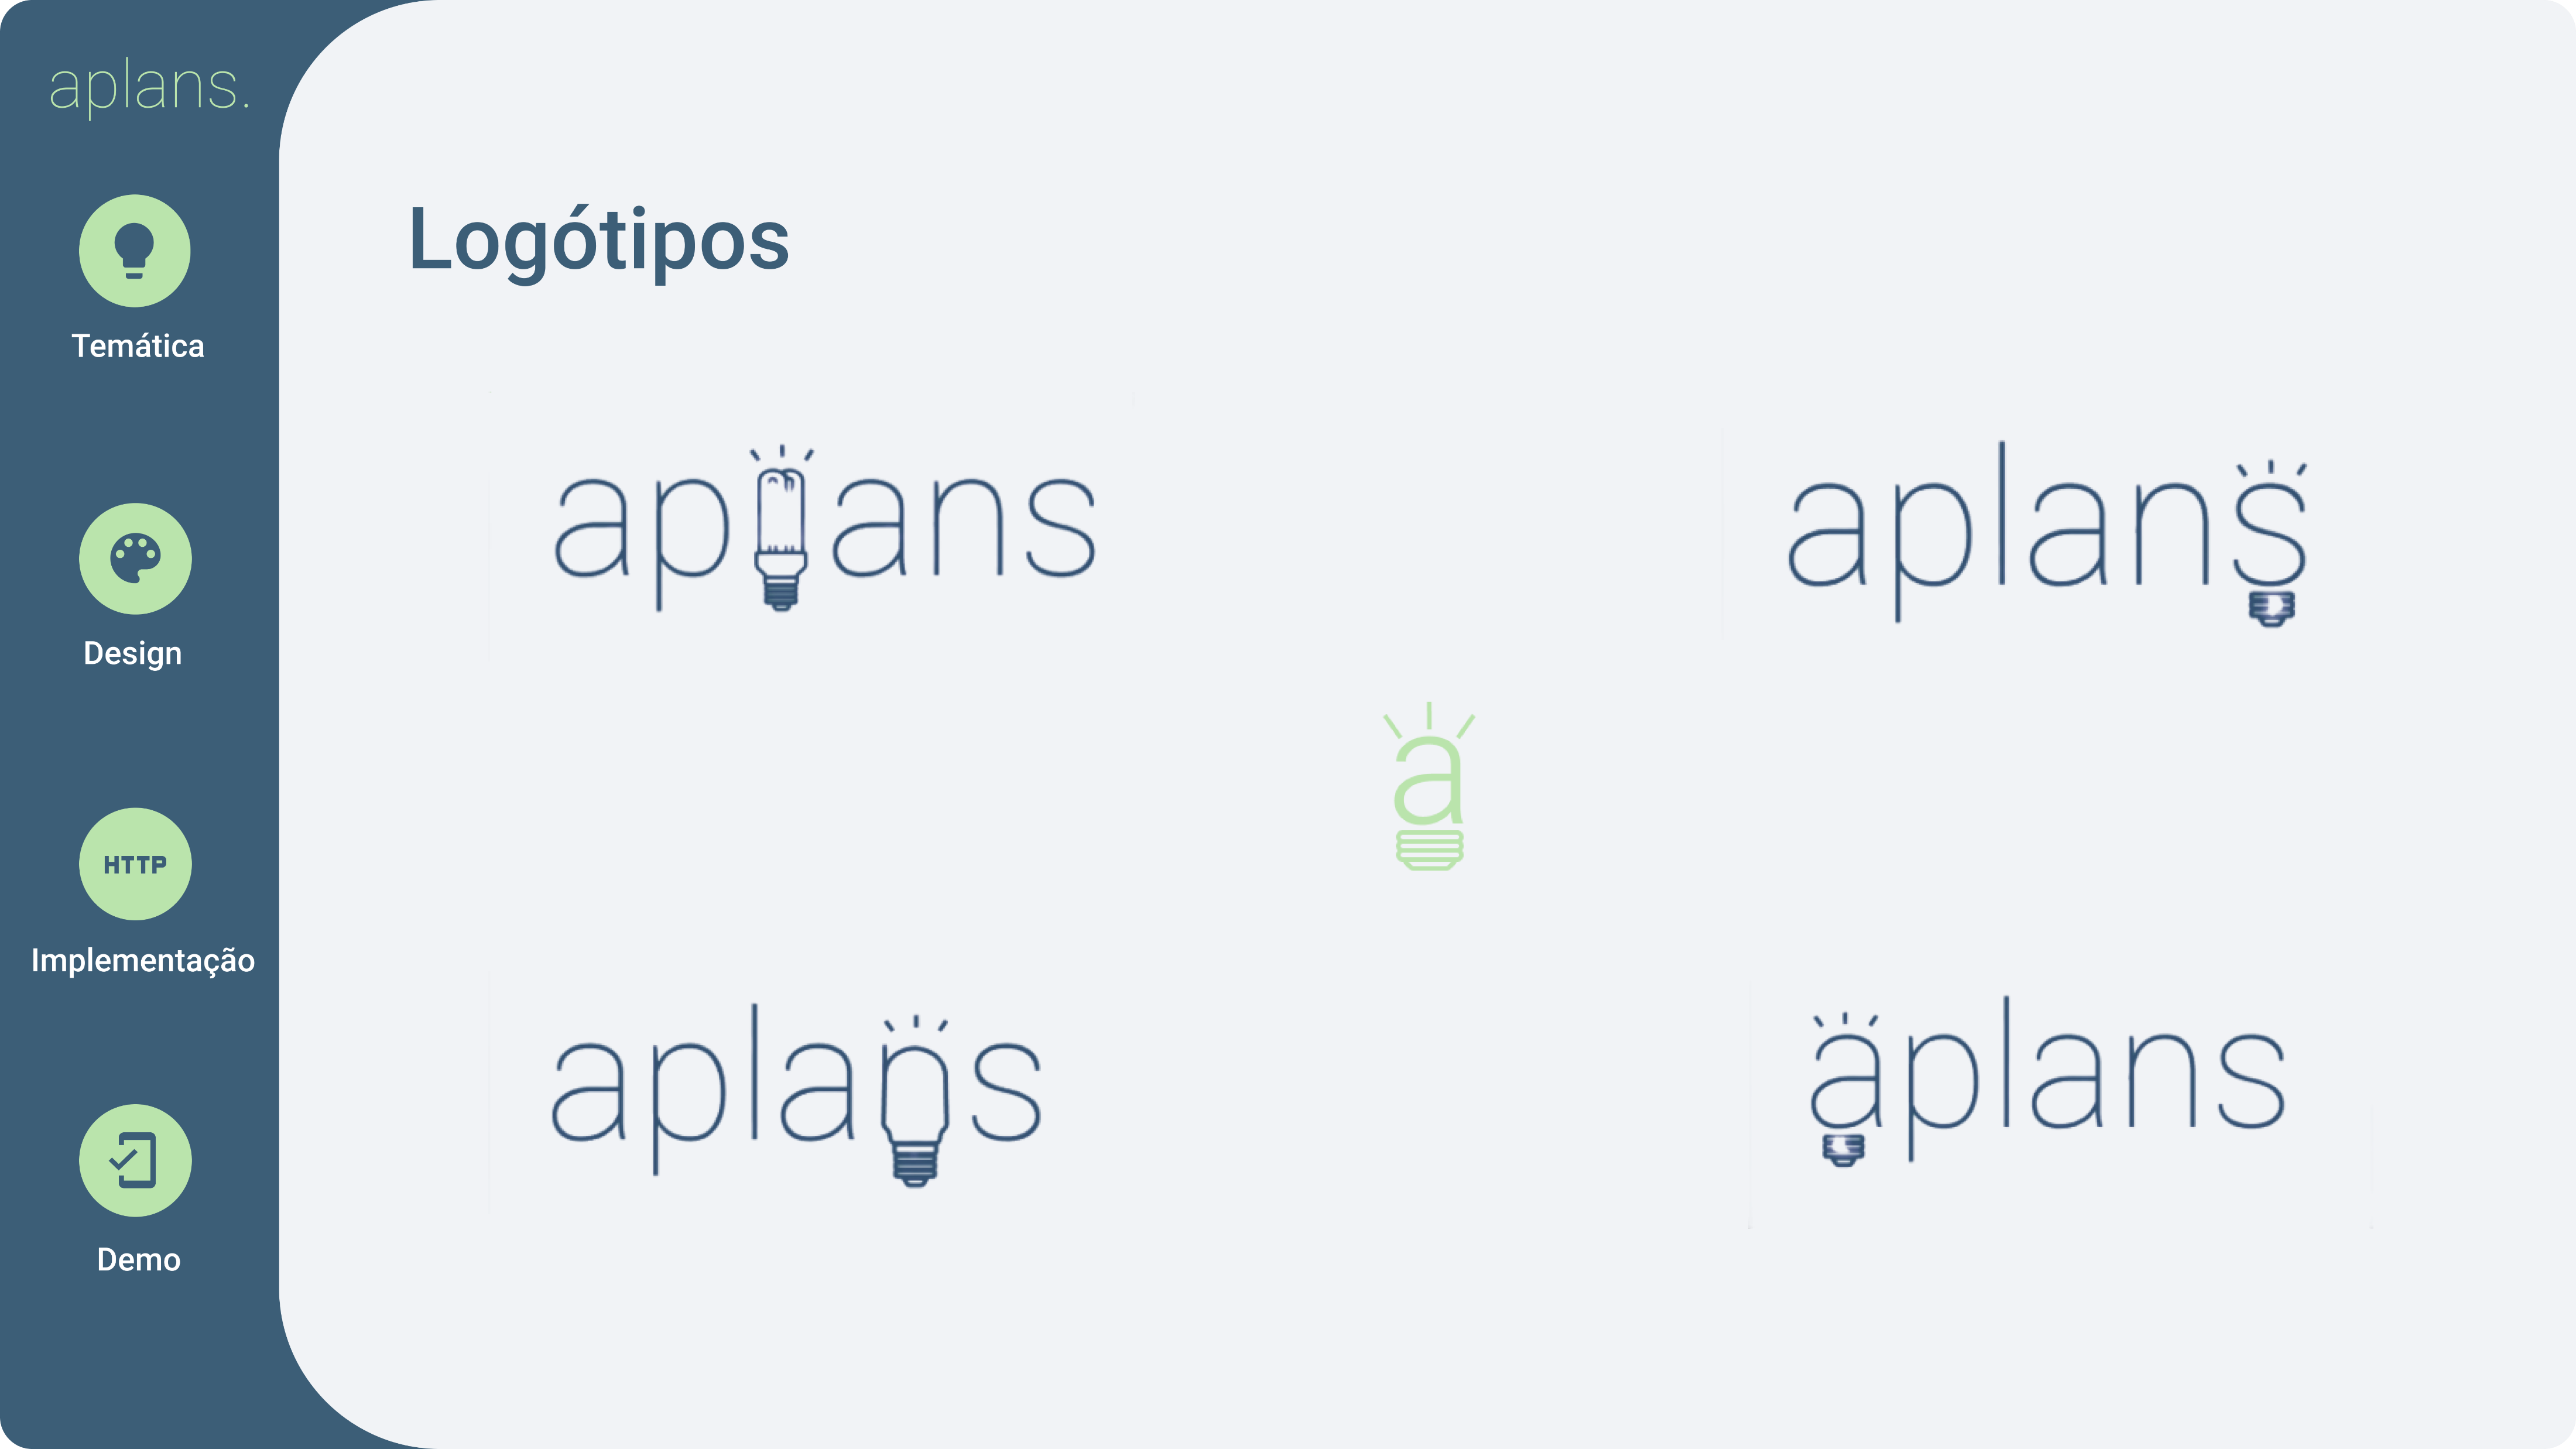 aplans.
Temática
Design
HTTP
Implementação
Demo
Logótipos
aplans
aplans
a
aplans
aplans